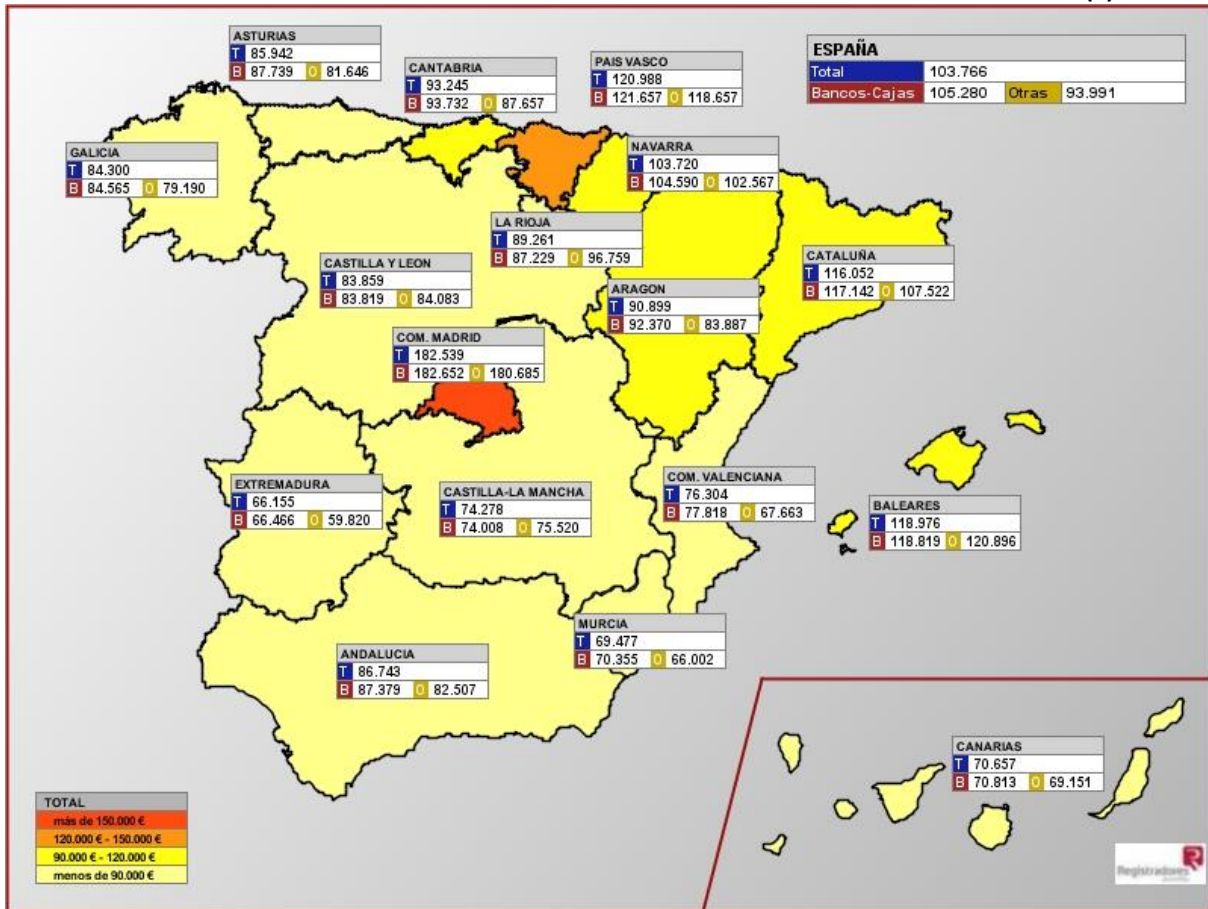 ASTURIAS
T 85.942
B 87.739 O 81.646
CANTABRIA
T 93.245
B 93.732 O 87.657
PAIS VASCO
T 120.988
B 121.657 O 118.657
ESPAÑA
Total 103.766
Bancos-Cajas 105.280 Otras 93.991
GALICIA
T 84.300
B 84.565 O 79.190
NAVARRA
T 103.720
B 104.590 O 102.567
LA RIOJA
T 89.261
B 87.229 O 96.759
CASTILLA Y LEON
T 83.859
B 83.819 O 84.083
CATALUÑA
T 116.052
B 117.142 O 107.522
ARAGON
T 90.899
B 92.370 O 83.887
COM. MADRID
T 182.539
B 182.652 O 180.685
EXTREMADURA
T 66.155
B 66.466 O 59.820
CASTILLA-LA MANCHA
T 74.278
B 74.008 O 75.520
COM. VALENCIANA
T 76.304
B 77.818 O 67.663
BALEARES
T 118.976
B 118.819 O 120.896
MURCIA
T 69.477
B 70.355 O 66.002
ANDALUCIA
T 86.743
B 87.379 O 82.507
CANARIAS
T 70.657
B 70.813 O 69.151
TOTAL
más de 150.000 €
120.000 € - 150.000 €
90.000 € - 120.000 €
menos de 90.000 €
Registradores